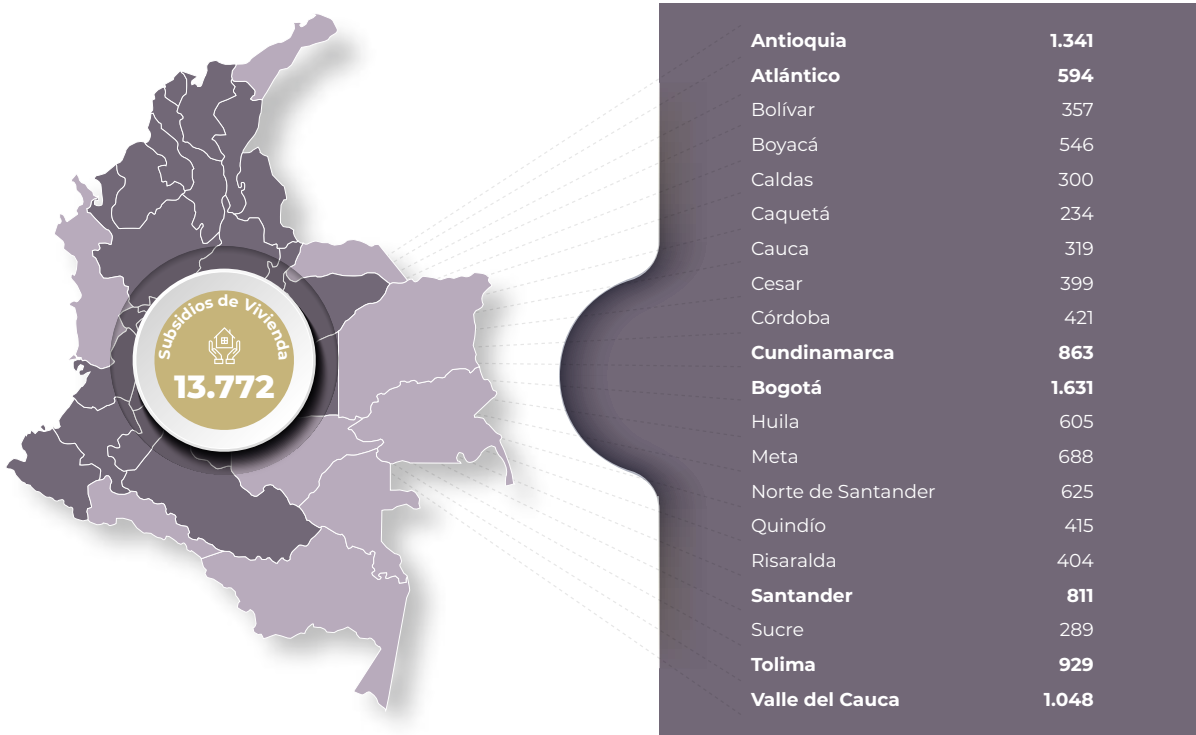 Subsidios de Vivienda
13.772
Antioquia 1.341
Atlántico 594
Bolívar 357
Boyacá 546
Caldas 300
Caquetá 234
Cauca 319
Cesar 399
Córdoba 421
Cundinamarca 863
Bogotá 1.631
Huila 605
Meta 688
Norte de Santander 625
Quindío 415
Risaralda 404
Santander 811
Sucre 289
Tolima 929
Valle del Cauca 1.048